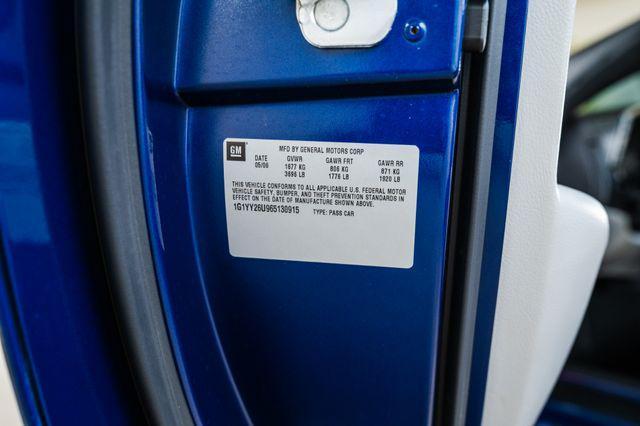 GM
MFD BY GENERAL MOTORS CORP
DATE GVWR GAWR FRT GAWR RR
05/06 1677 KG 806 KG 871 KG
3696 LB 1776 LB 1920 LB
THIS VEHICLE CONFORMS TO ALL APPLICABLE U.S. FEDERAL MOTOR
VEHICLE SAFETY, BUMPER, AND THEFT PREVENTION STANDARDS IN
EFFECT ON THE DATE OF MANUFACTURE SHOWN ABOVE.
1G1YY26U965130915 TYPE: PASS CAR